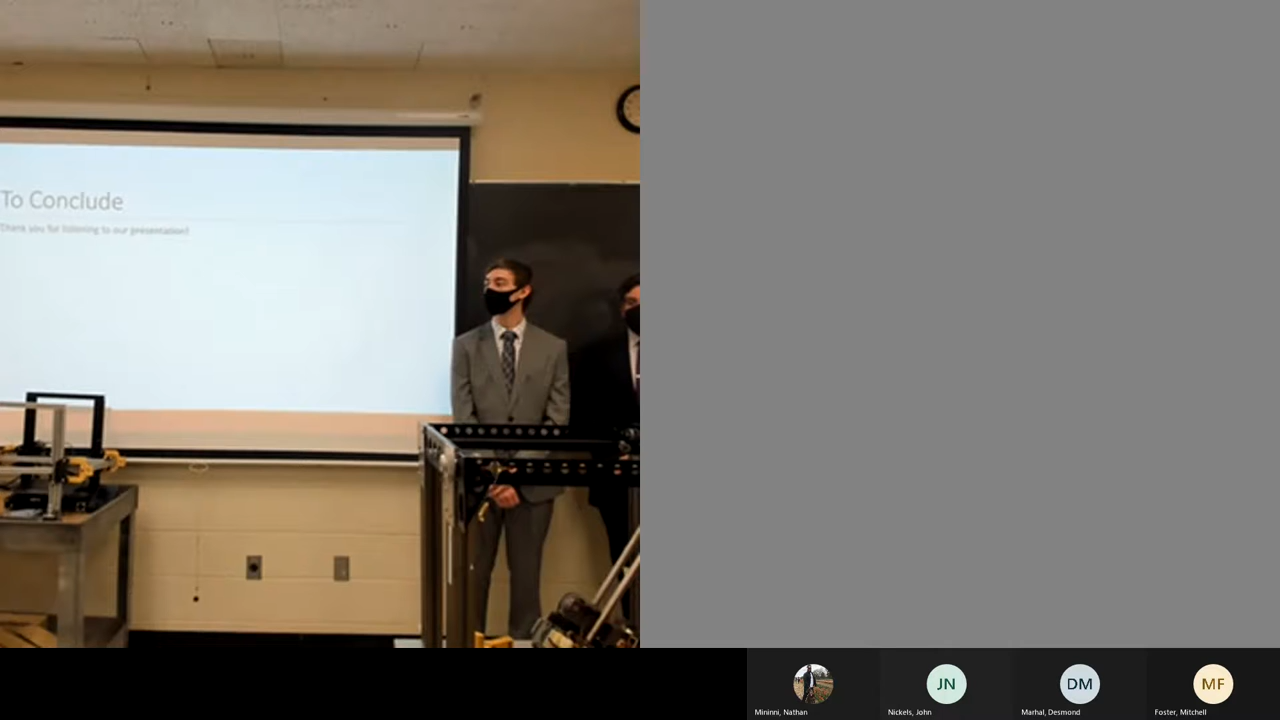 To Conclude
Thank you for listening to our presentation!
JN
DM
MF
Mininni, Nathan
Nickels, John
Marhal, Desmond
Foster, Mitchell